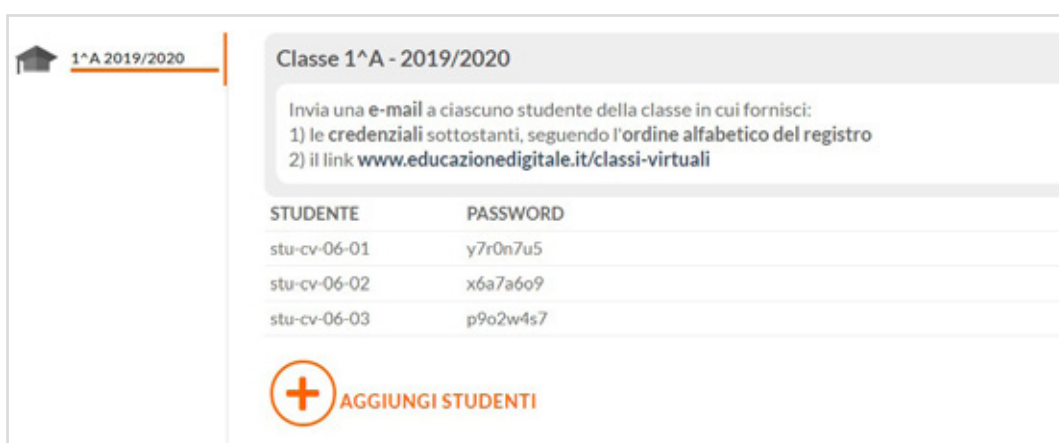 1^A 2019/2020
Classe 1^A - 2019/2020
Invia una e-mail a ciascuno studente della classe in cui fornisci:
1) le credenziali sottostanti, seguendo l'ordine alfabetico del registro
2) il link www.educazionedigitale.it/classi-virtuali
STUDENTE PASSWORD
stu-cv-06-01 y7r0n7u5
stu-cv-06-02 x6a7a6o9
stu-cv-06-03 p9o2w4s7
AGGIUNGI STUDENTI